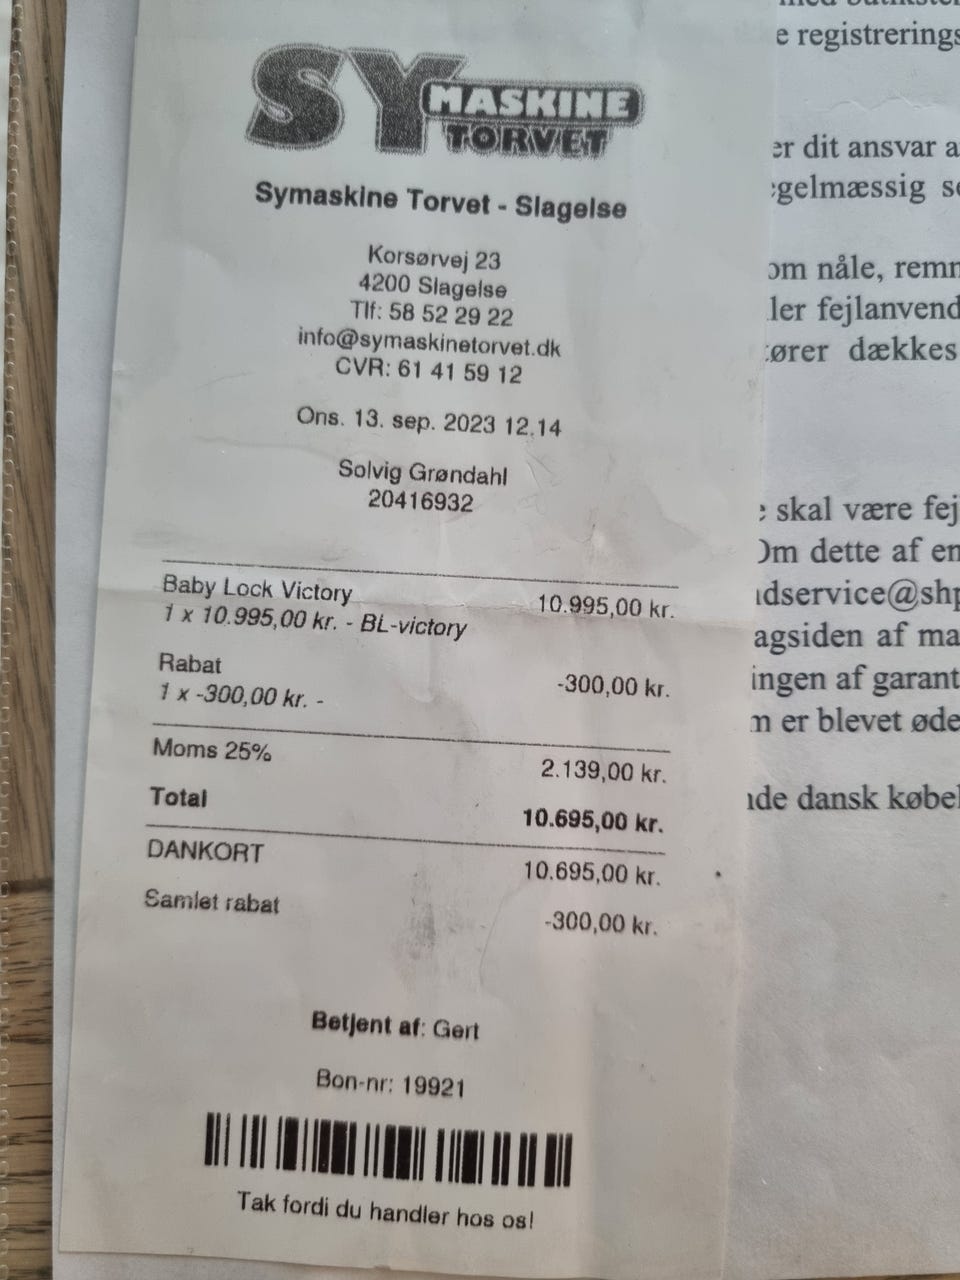 SY MASKINE
TORVET
Symaskine Torvet - Slagelse
Korsørvej 23
4200 Slagelse
Tlf: 58 52 29 22
info@symaskinetorvet.dk
CVR: 61 41 59 12
Ons. 13. sep. 2023 12.14
Solvig Grøndahl
20416932
Baby Lock Victory 10.995,00 kr.
1 x 10.995,00 kr. - BL-victory
Rabat -300,00 kr.
1 x -300,00 kr. -
Moms 25% 2.139,00 kr.
Total 10.695,00 kr.
DANKORT 10.695,00 kr.
Samlet rabat -300,00 kr.
Betjent af: Gert
Bon-nr: 19921
Tak fordi du handler hos os!
e registrerings
er dit ansvar a
gelmæssig s
om nåle, rem
ler fejlanvend
ører dækkes
skal være fej
Om dette af en
dservice@shp
agsiden af ma
ingen af garant
m er blevet øde
de dansk købel